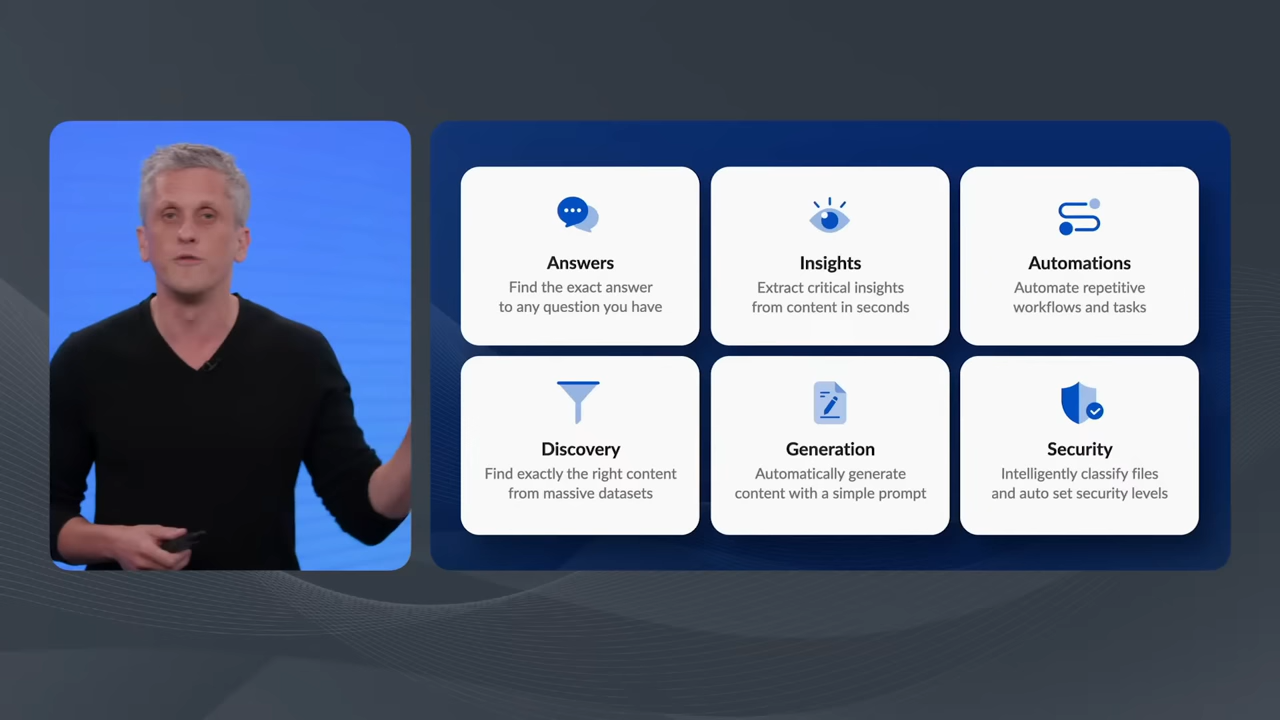 Answers
Find the exact answer
to any question you have
Insights
Extract critical insights
from content in seconds
Automations
Automate repetitive
workflows and tasks
Discovery
Find exactly the right content
from massive datasets
Generation
Automatically generate
content with a simple prompt
Security
Intelligently classify files
and auto set security levels